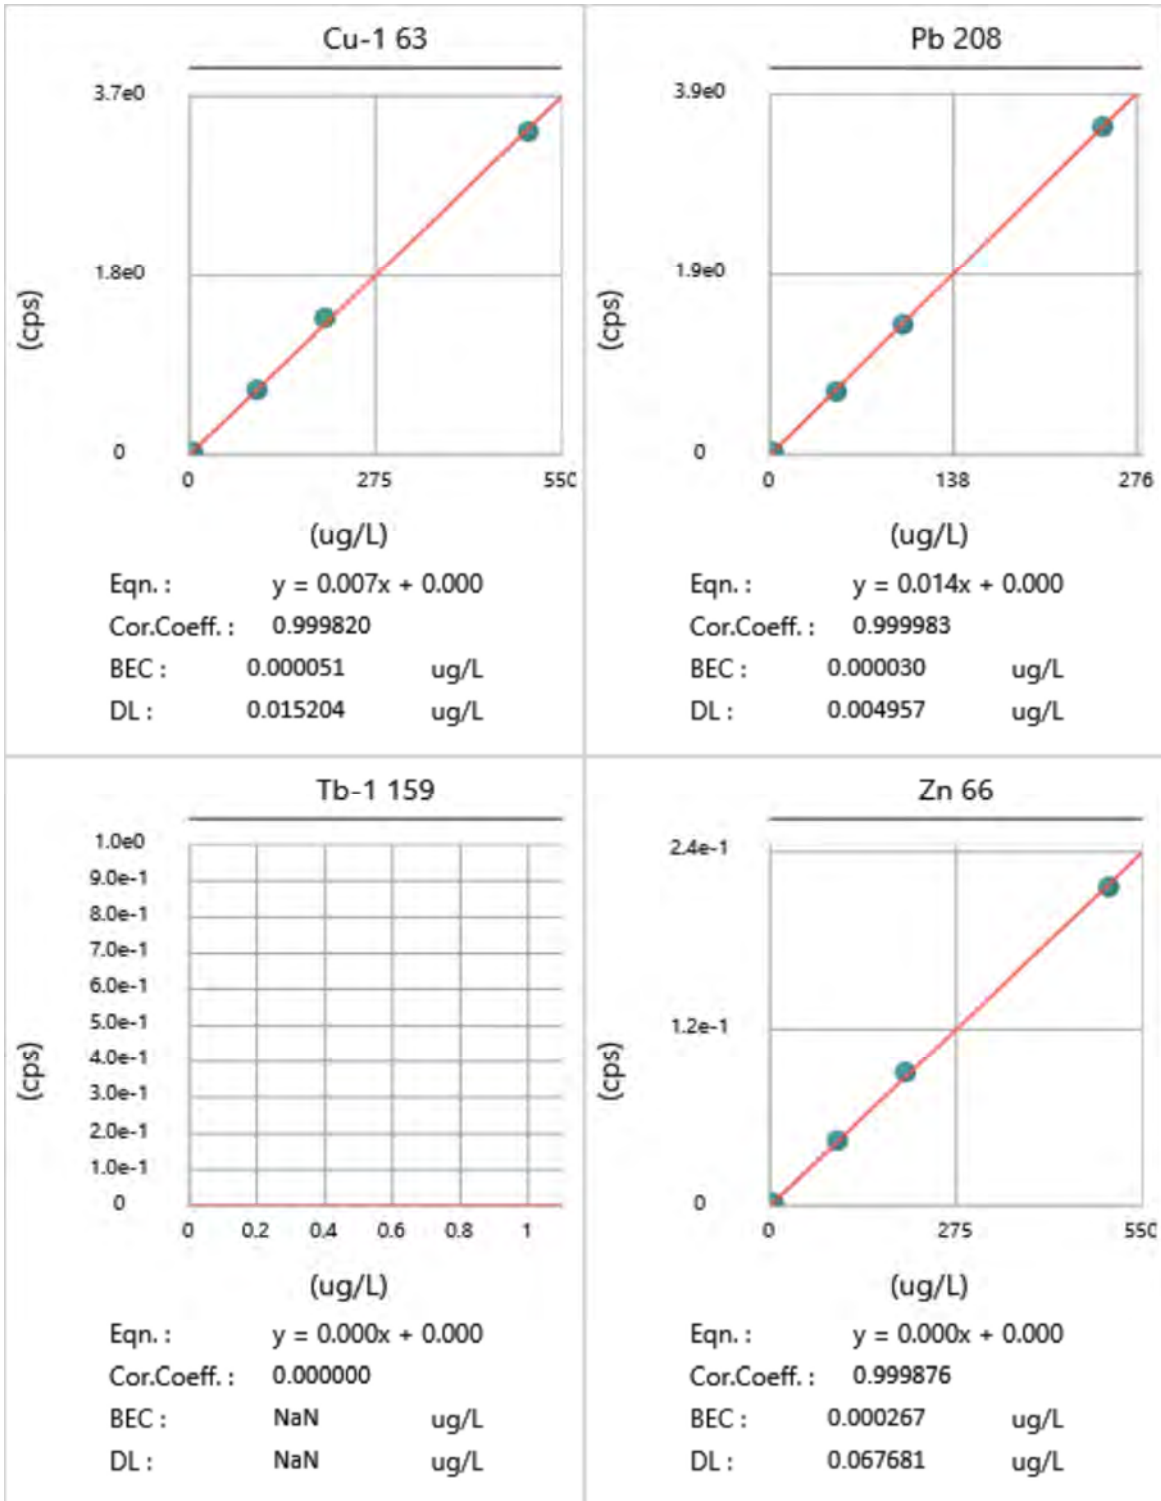 Cu-1 63
3.7e0
1.8e0
0
(cps)
0 275 550
(ug/L)
Eqn. : y = 0.007x + 0.000
Cor.Coeff. : 0.999820
BEC : 0.000051 ug/L
DL : 0.015204 ug/L
Pb 208
3.9e0
1.9e0
0
(cps)
0 138 276
(ug/L)
Eqn. : y = 0.014x + 0.000
Cor.Coeff. : 0.999983
BEC : 0.000030 ug/L
DL : 0.004957 ug/L
Tb-1 159
1.0e0
9.0e-1
8.0e-1
7.0e-1
6.0e-1
5.0e-1
4.0e-1
3.0e-1
2.0e-1
1.0e-1
0
(cps)
0 0.2 0.4 0.6 0.8 1
(ug/L)
Eqn. : y = 0.000x + 0.000
Cor.Coeff. : 0.000000
BEC : NaN ug/L
DL : NaN ug/L
Zn 66
2.4e-1
1.2e-1
0
(cps)
0 275 550
(ug/L)
Eqn. : y = 0.000x + 0.000
Cor.Coeff. : 0.999876
BEC : 0.000267 ug/L
DL : 0.067681 ug/L